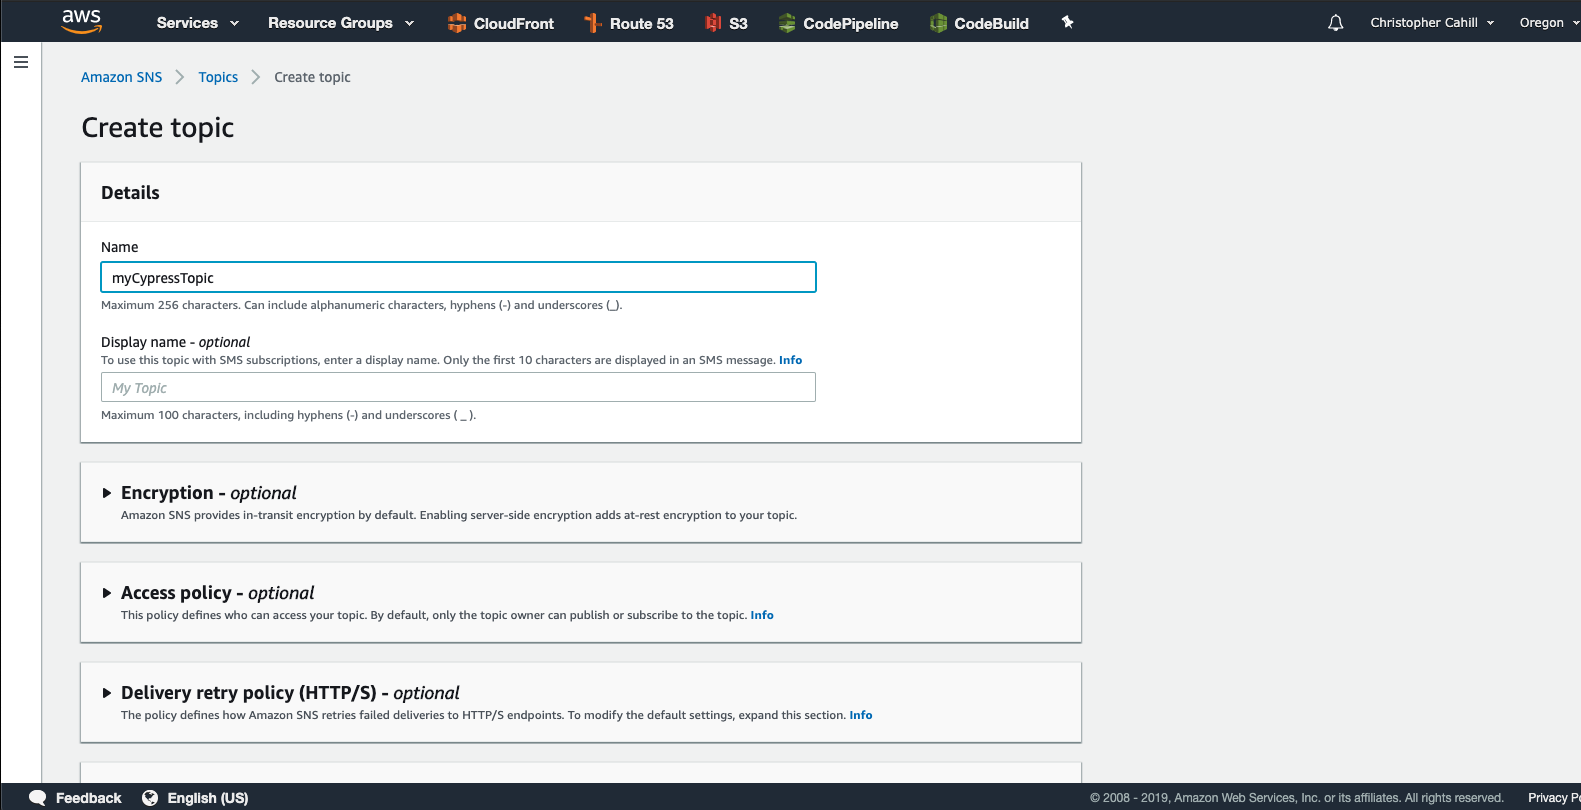 aws Services Resource Groups CloudFront Route 53 S3 CodePipeline CodeBuild Christopher Cahill Oregon
Amazon SNS Topics Create topic
Create topic
Details
Name
myCypressTopic
Maximum 256 characters. Can include alphanumeric characters, hyphens (-) and underscores (_).
Display name - optional
To use this topic with SMS subscriptions, enter a display name. Only the first 10 characters are displayed in an SMS message. Info
My Topic
Maximum 100 characters, including hyphens (-) and underscores ( _ ).
Encryption - optional
Amazon SNS provides in-transit encryption by default. Enabling server-side encryption adds at-rest encryption to your topic.
Access policy - optional
This policy defines who can access your topic. By default, only the topic owner can publish or subscribe to the topic. Info
Delivery retry policy (HTTP/S) - optional
The policy defines how Amazon SNS retries failed deliveries to HTTP/S endpoints. To modify the default settings, expand this section. Info
Feedback English (US) © 2008 - 2019, Amazon Web Services, Inc. or its affiliates. All rights reserved. Privacy